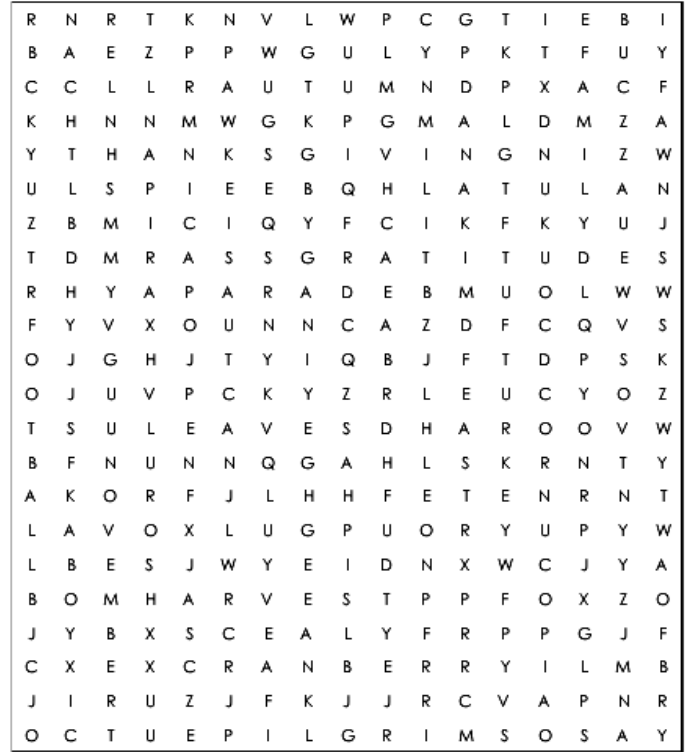 R N R T K N V L W P C G T I E B I
B A E Z P P W G U L Y P K T F U Y
C C L L R A U T U M N D P X A C F
K H N N M W G K P G M A L D M Z A
Y T H A N K S G I V I N G N I Z W
U L S P I E E B Q H L A T U L A N
Z B M I C I Q Y F C I K F K Y U J
T D M R A S S G R A T I T U D E S
R H Y A P A R A D E B M U O L W W
F Y V X O U N N C A Z D F C Q V S
O J G H J T Y I Q B J F T D P S K
O J U V P C K Y Z R L E U C Y O Z
T S U L E A V E S D H A R O O V W
B F N U N N Q G A H L S K R N T Y
A K O R F J L H H F E T E N R N T
L A V O X L U G P U O R Y U P Y W
L B E S J W Y E I D N X W C J Y A
B O M H A R V E S T P P F O X Z O
J Y B X S C E A L Y F R P P G J F
C X E X C R A N B E R R Y I L M B
J I R U Z J F K J J R C V A P N R
O C T U E P I L G R I M S O S A Y